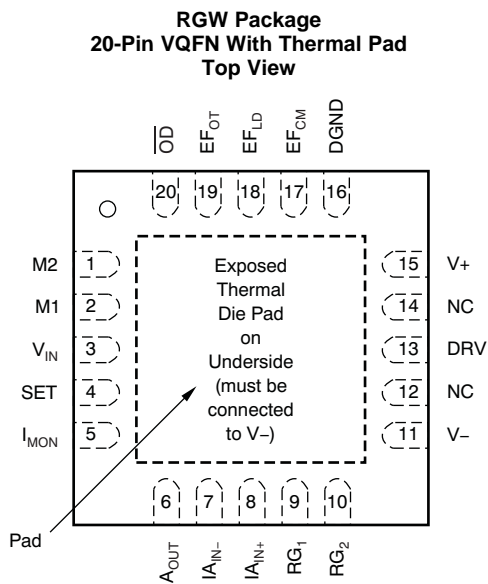 RGW Package
20-Pin VQFN With Thermal Pad
Top View
O̅D̅
EF_OT
EF_LD
EF_CM
DGND
20
19
18
17
16
M2
1
M1
2
V_IN
3
SET
4
I_MON
5
Exposed
Thermal
Die Pad
on
Underside
(must be
connected
to V–)
15
V+
14
NC
13
DRV
12
NC
11
V–
6
7
8
9
10
Pad
A_OUT
IA_IN–
IA_IN+
RG_1
RG_2